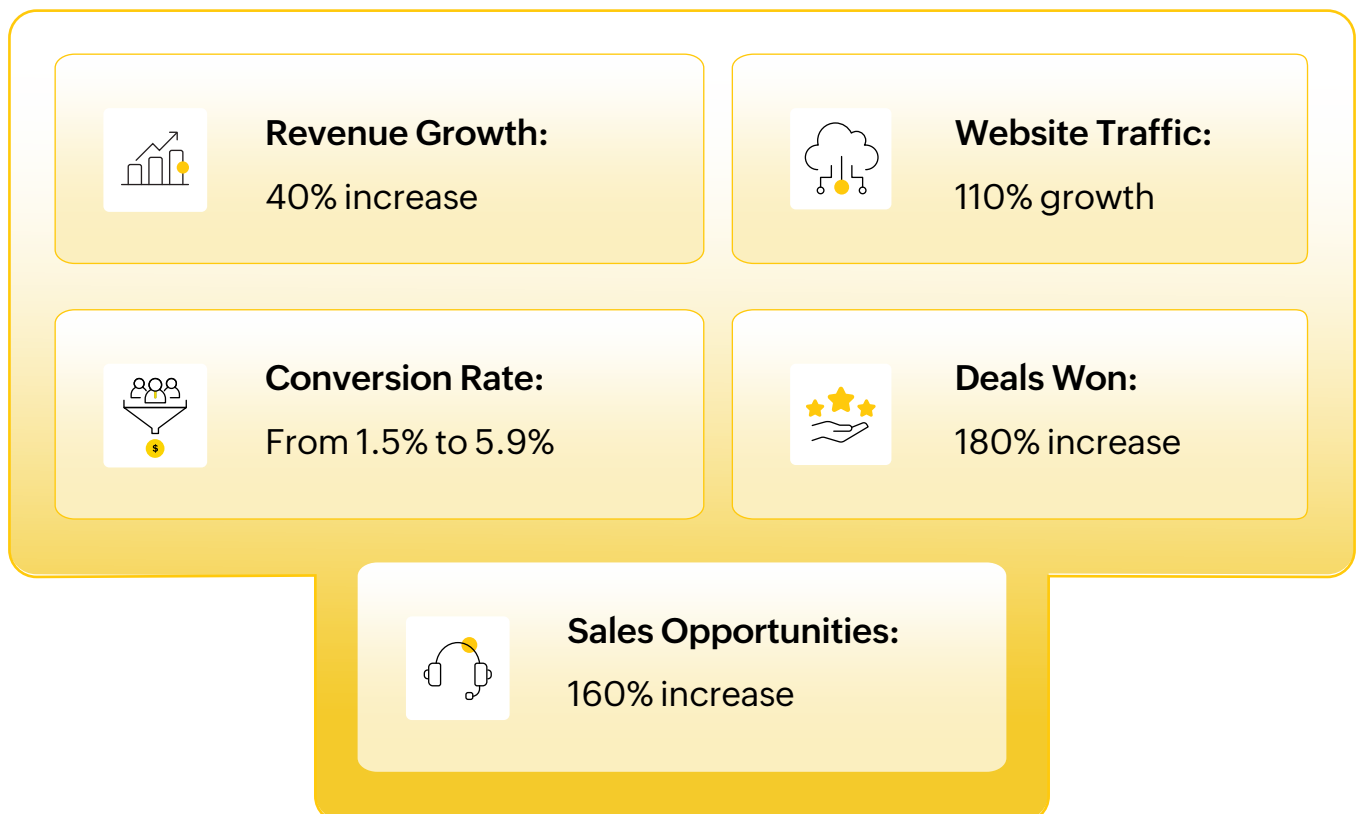 Revenue Growth:
40% increase
Website Traffic:
110% growth
Conversion Rate:
From 1.5% to 5.9%
$
Deals Won:
180% increase
Sales Opportunities:
160% increase